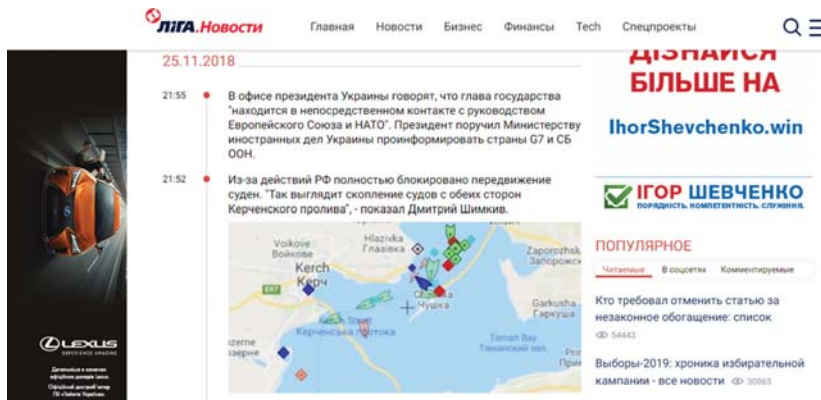 ЛІГА.Новости
Главная Новости Бизнес Финансы Tech Спецпроекты
25.11.2018
21:55
В офисе президента Украины говорят, что глава государства
"находится в непосредственном контакте с руководством
Европейского Союза и НАТО". Президент поручил Министерству
иностранных дел Украины проинформировать страны G7 и СБ
ООН.
21:52
Из-за действий РФ полностью блокировано передвижение
суден. "Так выглядит скопление судов с обеих сторон
Керченского пролива", - показал Дмитрий Шимкив.
Voikove
Войкове
Hlazivka
Глазівка
Zaporozhsk
Запорожск
Kerch
Керч
E97
Чушка
Garkusha
Гаркуша
Kerch Strait
Керченська протока
Taman Bay
Таманский зал.
LEXUS
EXPERIENCE AMAZING
ДІЗНАЙСЯ
БІЛЬШЕ НА
IhorShevchenko.win
ІГОР ШЕВЧЕНКО
ПОРЯДНІСТЬ. КОМПЕТЕНТНІСТЬ. СЛУЖІННЯ.
ПОПУЛЯРНОЕ
Читаемые В соцсетях Комментируемые
Кто требовал отменить статью за
незаконное обогащение: список
54443
Выборы-2019: хроника избирательной
кампании - все новости 30863